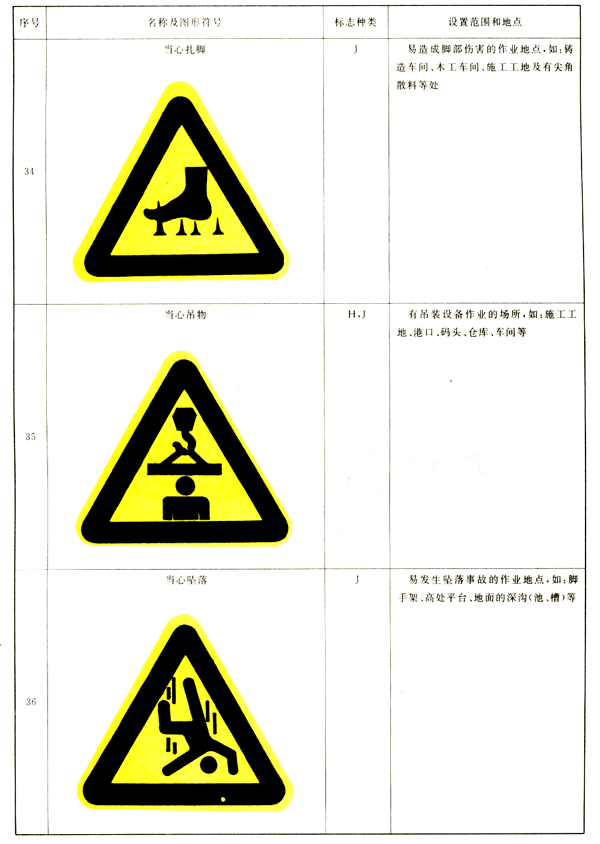 序号 名称及图形符号 标志种类 设置范围和地点
34 当心扎脚 J 易造成脚部伤害的作业地点,如:铸
造车间、木工车间、施工工地及有尖角
散料等处
35 当心吊物 H,J 有吊装设备作业的场所,如:施工工
地、港口、码头、仓库、车间等
36 当心坠落 J 易发生坠落事故的作业地点,如:脚
手架、高处平台、地面的深沟(池、槽)等